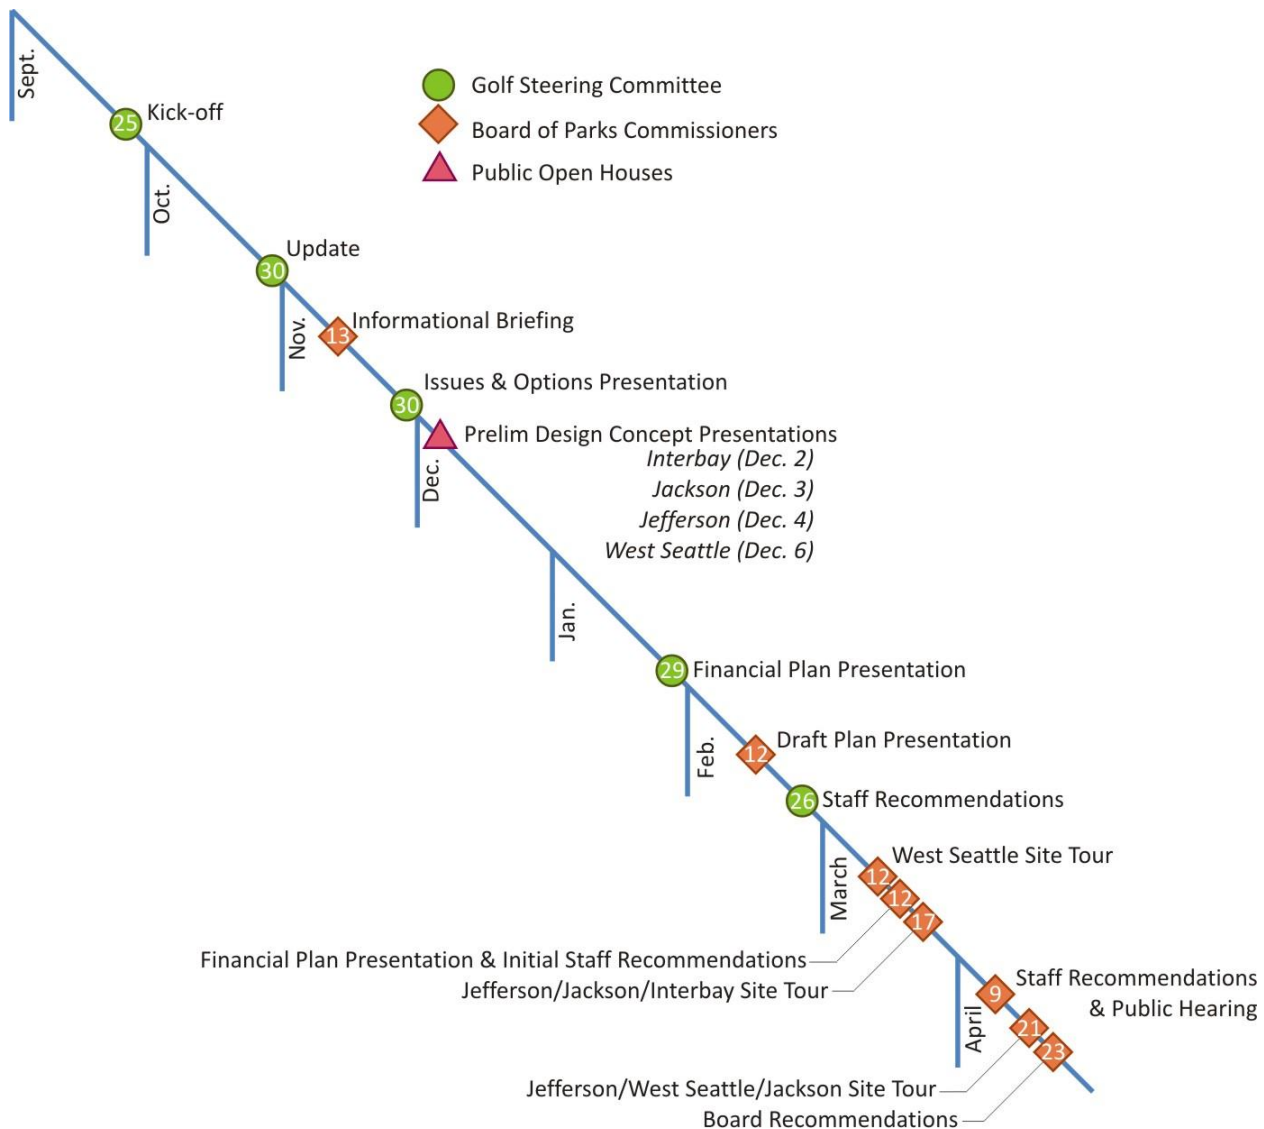 Sept.
25
Kick-off
Golf Steering Committee
Board of Parks Commissioners
Public Open Houses
Oct.
30
Update
Nov.
13
Informational Briefing
30
Issues & Options Presentation
Dec.
Prelim Design Concept Presentations
Interbay (Dec. 2)
Jackson (Dec. 3)
Jefferson (Dec. 4)
West Seattle (Dec. 6)
Jan.
29
Financial Plan Presentation
Feb.
12
Draft Plan Presentation
26
Staff Recommendations
March
12
West Seattle Site Tour
12
Financial Plan Presentation & Initial Staff Recommendations
17
Jefferson/Jackson/Interbay Site Tour
April
9
Staff Recommendations
& Public Hearing
21
Jefferson/West Seattle/Jackson Site Tour
23
Board Recommendations